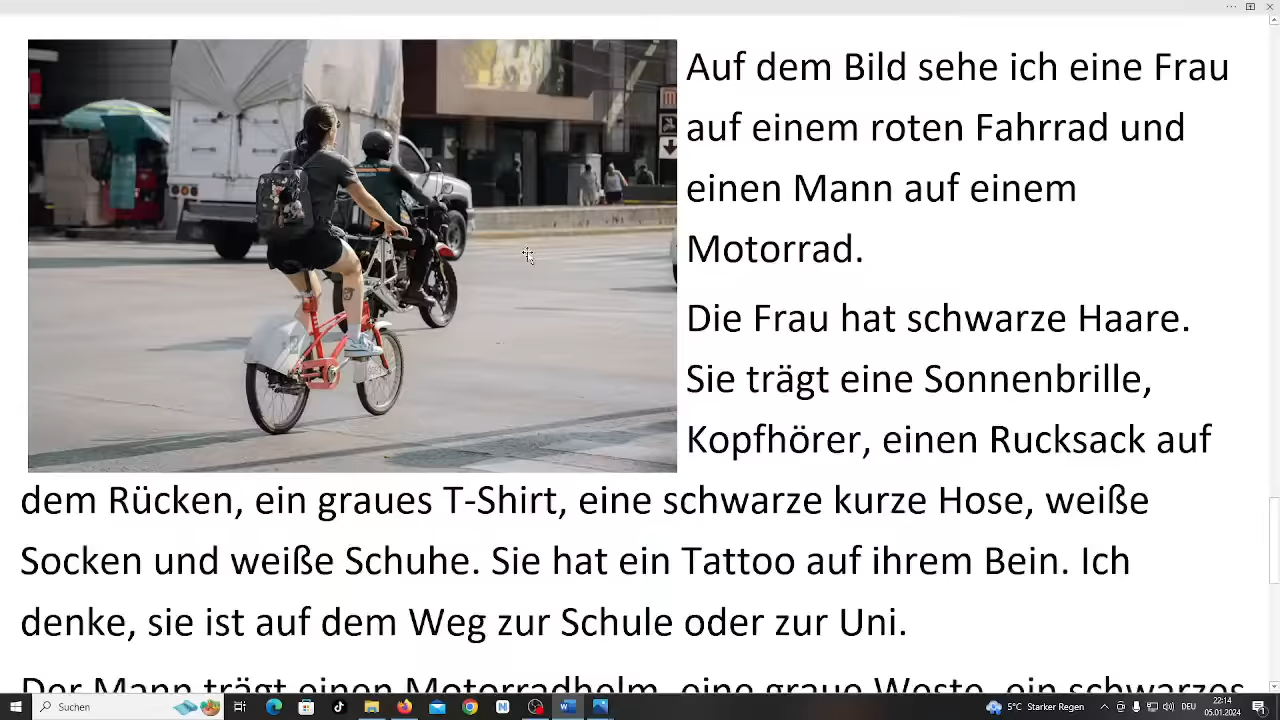 Auf dem Bild sehe ich eine Frau
auf einem roten Fahrrad und
einen Mann auf einem
Motorrad.
Die Frau hat schwarze Haare.
Sie trägt eine Sonnenbrille,
Kopfhörer, einen Rucksack auf
dem Rücken, ein graues T-Shirt, eine schwarze kurze Hose, weiße
Socken und weiße Schuhe. Sie hat ein Tattoo auf ihrem Bein. Ich
denke, sie ist auf dem Weg zur Schule oder zur Uni.
Der Mann trägt einen Motorradhelm, eine graue Weste, ein schwarzes
Suchen
5°C Starker Regen
DEU
22:14
05.01.2024